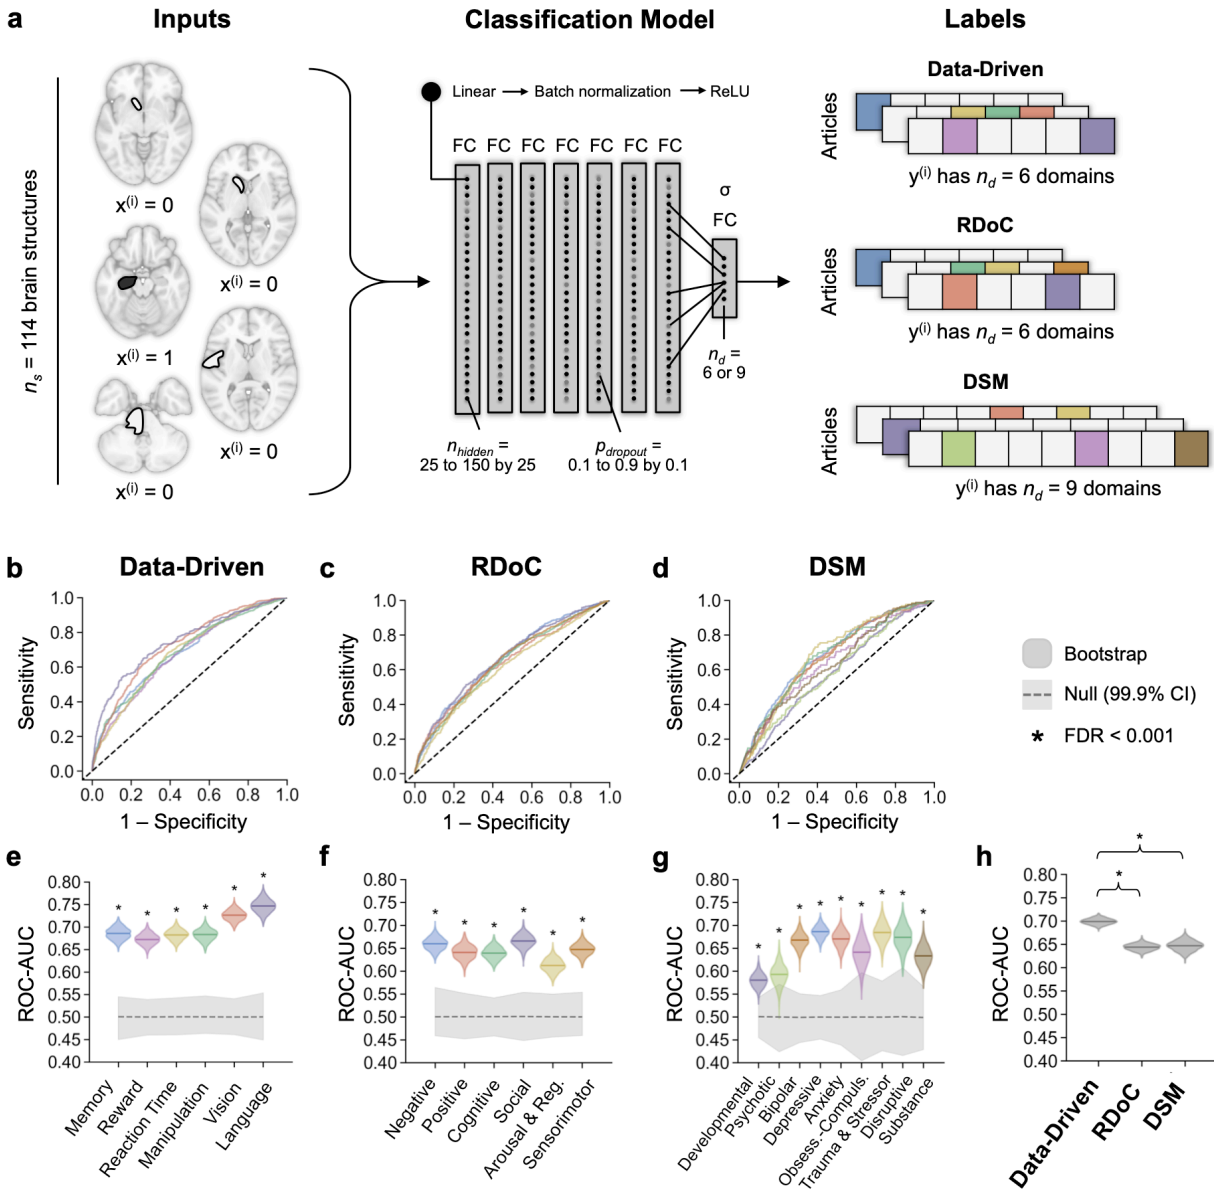 a
Inputs
Classification Model
Labels
n_s = 114 brain structures
x(i) = 0
x(i) = 0
x(i) = 1
x(i) = 0
x(i) = 0
Linear → Batch normalization → ReLU
FC FC FC FC FC FC FC
σ
FC
n_d =
6 or 9
n_hidden =
25 to 150 by 25
p_dropout =
0.1 to 0.9 by 0.1
Data-Driven
Articles
y(i) has n_d = 6 domains
RDoC
Articles
y(i) has n_d = 6 domains
DSM
Articles
y(i) has n_d = 9 domains
b
Data-Driven
Sensitivity
1.0
0.8
0.6
0.4
0.2
0.0
0.0 0.2 0.4 0.6 0.8 1.0
1 – Specificity
c
RDoC
Sensitivity
1.0
0.8
0.6
0.4
0.2
0.0
0.0 0.2 0.4 0.6 0.8 1.0
1 – Specificity
d
DSM
Sensitivity
1.0
0.8
0.6
0.4
0.2
0.0
0.0 0.2 0.4 0.6 0.8 1.0
1 – Specificity
Bootstrap
Null (99.9% CI)
* FDR < 0.001
e
ROC-AUC
0.80
0.75
0.70
0.65
0.60
0.55
0.50
0.45
0.40
* * * * * *
Memory
Reward
Reaction Time
Manipulation
Vision
Language
f
ROC-AUC
0.80
0.75
0.70
0.65
0.60
0.55
0.50
0.45
0.40
* * * * * *
Negative
Positive
Cognitive
Social
Arousal & Reg.
Sensorimotor
g
ROC-AUC
0.80
0.75
0.70
0.65
0.60
0.55
0.50
0.45
0.40
* * * * * * * * *
Developmental
Psychotic
Bipolar
Depressive
Anxiety
Obsess.-Compuls.
Trauma & Stressor
Disruptive
Substance
h
ROC-AUC
0.80
0.75
0.70
0.65
0.60
0.55
0.50
0.45
0.40
*
*
Data-Driven
RDoC
DSM